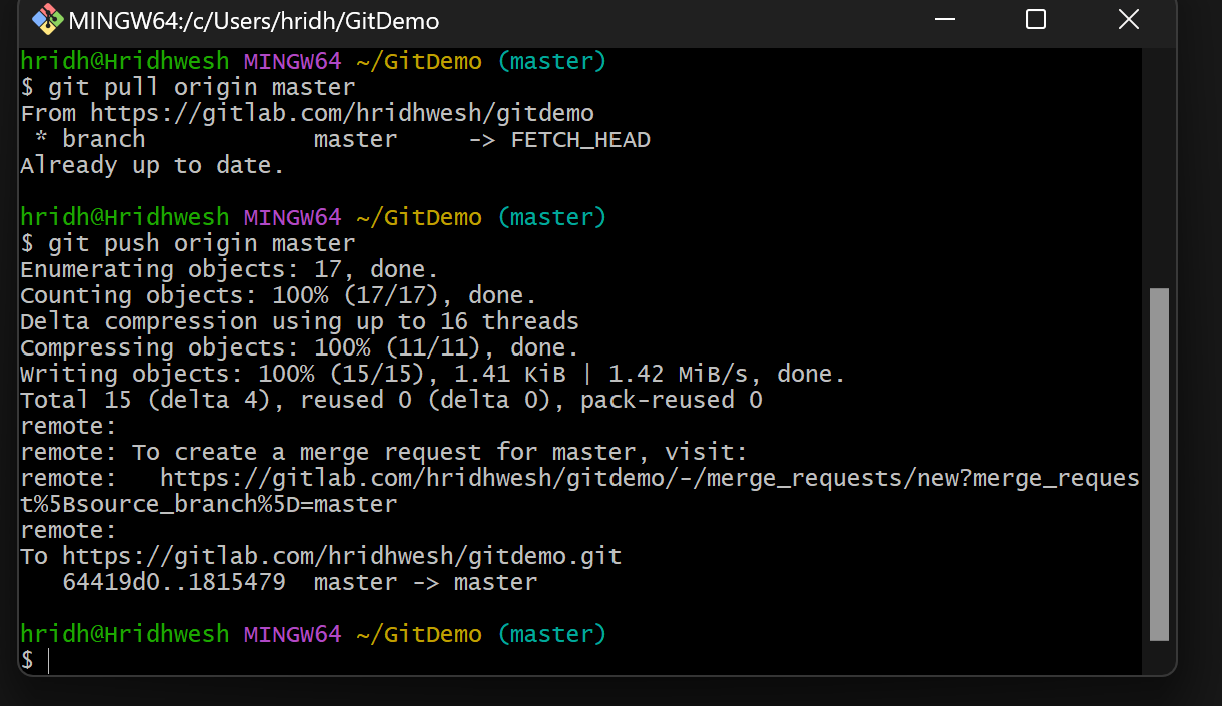 MINGW64:/c/Users/hridh/GitDemo
hridh@Hridhwesh MINGW64 ~/GitDemo (master)
$ git pull origin master
From https://gitlab.com/hridhwesh/gitdemo
 * branch            master     -> FETCH_HEAD
Already up to date.
hridh@Hridhwesh MINGW64 ~/GitDemo (master)
$ git push origin master
Enumerating objects: 17, done.
Counting objects: 100% (17/17), done.
Delta compression using up to 16 threads
Compressing objects: 100% (11/11), done.
Writing objects: 100% (15/15), 1.41 KiB | 1.42 MiB/s, done.
Total 15 (delta 4), reused 0 (delta 0), pack-reused 0
remote:
remote: To create a merge request for master, visit:
remote:   https://gitlab.com/hridhwesh/gitdemo/-/merge_requests/new?merge_reques
t%5Bsource_branch%5D=master
remote:
To https://gitlab.com/hridhwesh/gitdemo.git
   64419d0..1815479  master -> master
hridh@Hridhwesh MINGW64 ~/GitDemo (master)
$